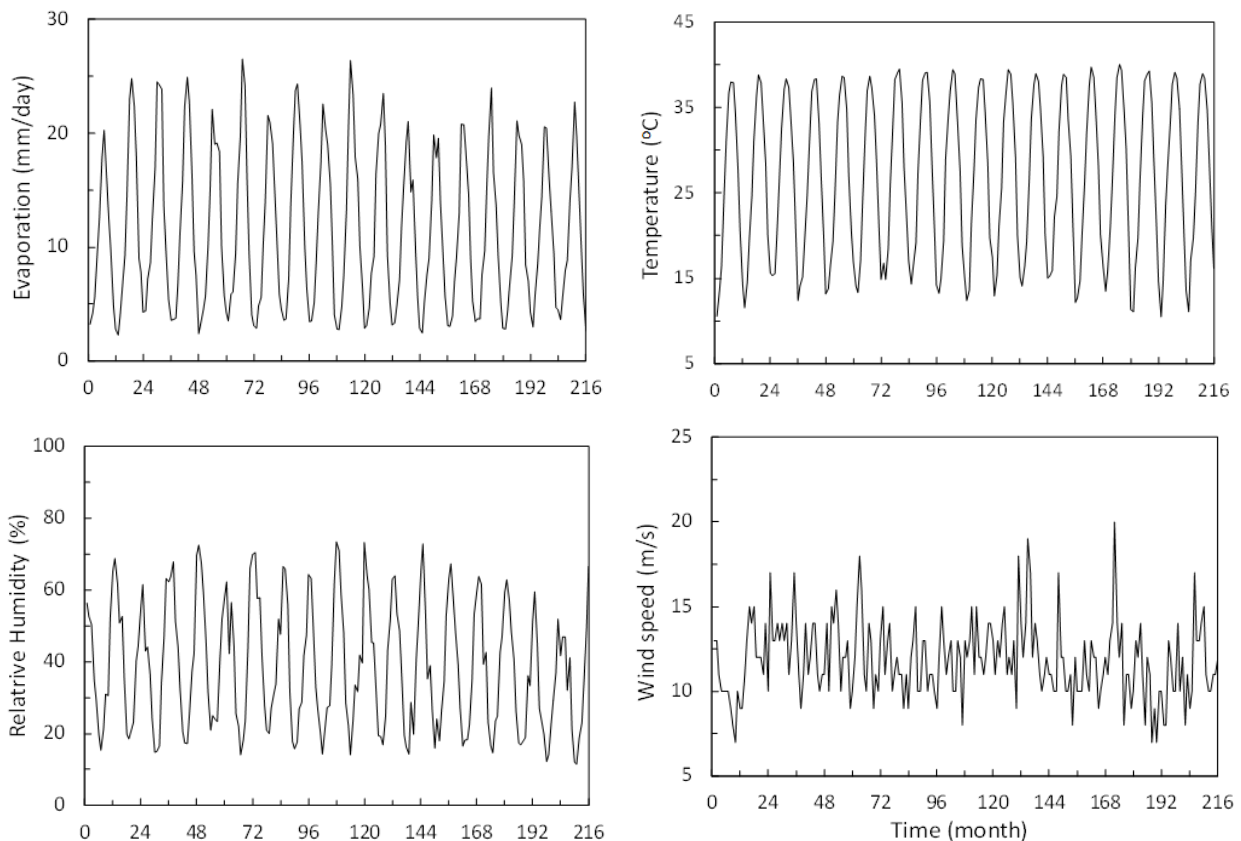 Evaporation (mm/day)
30
20
10
0
0 24 48 72 96 120 144 168 192 216
Temperature (ºC)
45
35
25
15
5
0 24 48 72 96 120 144 168 192 216
Relatrive Humidity (%)
100
80
60
40
20
0
0 24 48 72 96 120 144 168 192 216
Wind speed (m/s)
25
20
15
10
5
0 24 48 72 96 120 144 168 192 216
Time (month)